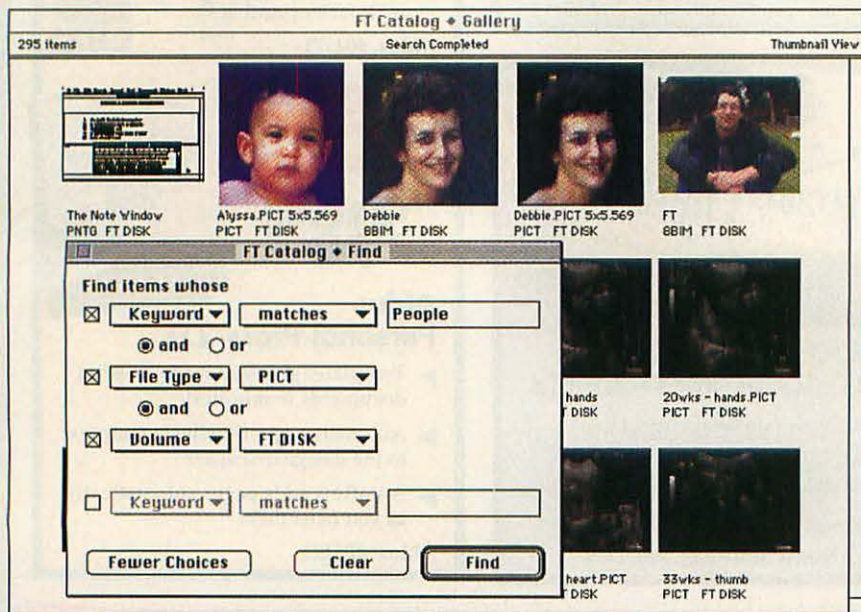 FT Catalog ♦ Gallery
295 items Search Completed Thumbnail View
The Note Window Alyssa.PICT 5x5.569 Debbie Debbie.PICT 5x5.569 FT
PNTG FT DISK PICT FT DISK 8BIM FT DISK PICT FT DISK 8BIM FT DISK
FT Catalog ♦ Find
Find items whose
Keyword matches People
and or
File Type PICT
and or
Volume FT DISK
Keyword matches
Fewer Choices Clear Find
hands 20wks - hands.PICT
DISK PICT FT DISK
heart.PICT 33wks - thumb
DISK PICT FT DISK